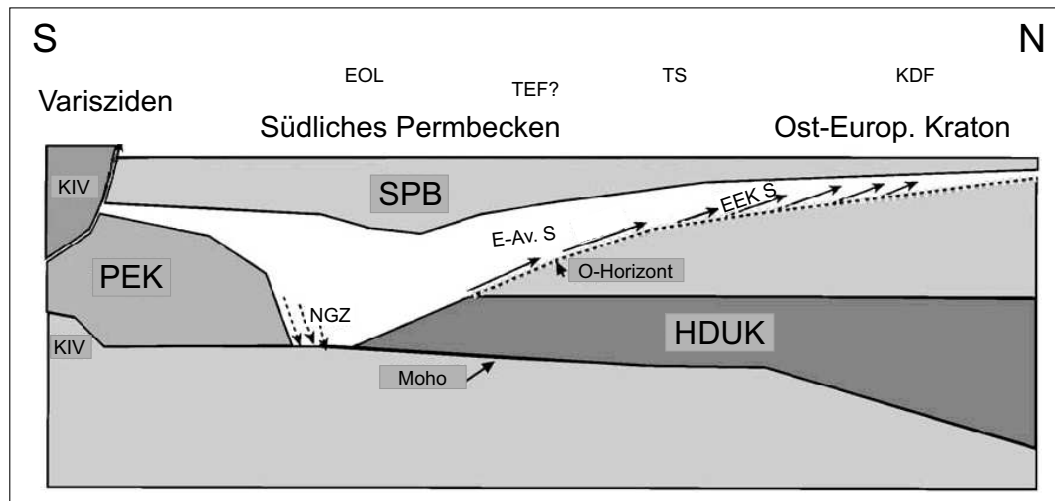 S
N
EOL
TEF?
TS
KDF
Varisziden
Südliches Permbecken
Ost-Europ. Kraton
KIV
SPB
EEK S
E-Av. S
O-Horizont
PEK
NGZ
HDUK
KIV
Moho